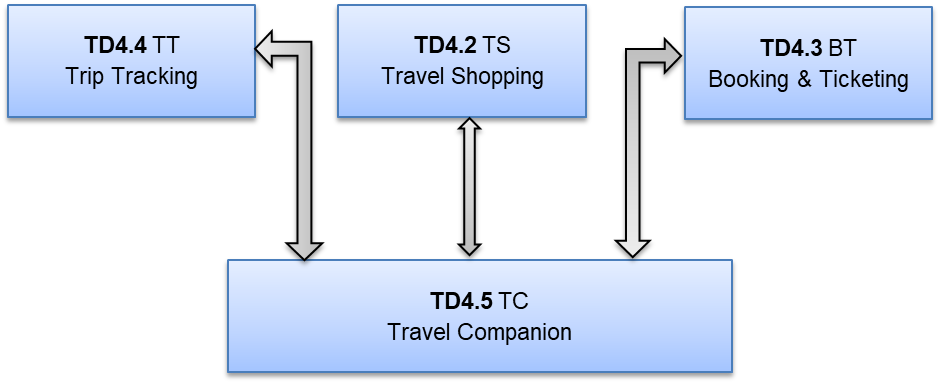 TD4.4 TT
Trip Tracking
TD4.2 TS
Travel Shopping
TD4.3 BT
Booking & Ticketing
TD4.5 TC
Travel Companion